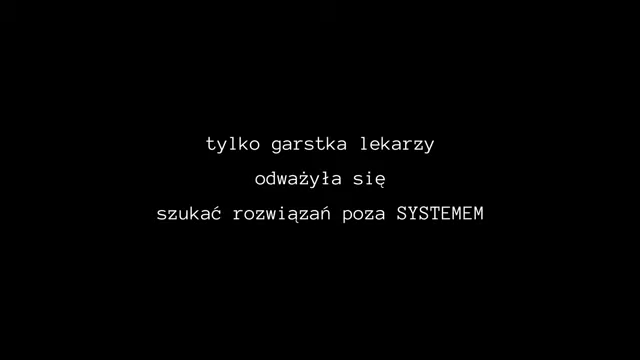 tylko garstka lekarzy
odważyła się
szukać rozwiązań poza SYSTEMEM